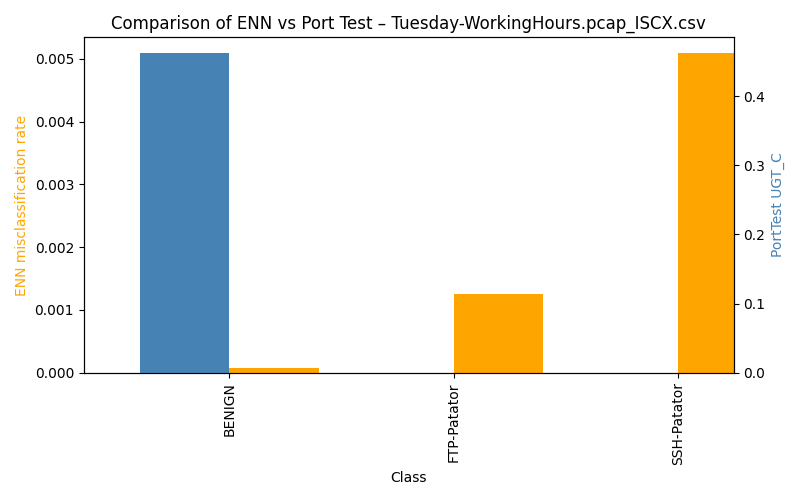 Comparison of ENN vs Port Test – Tuesday-WorkingHours.pcap_ISCX.csv
ENN misclassification rate
0.005
0.004
0.003
0.002
0.001
0.000
0.4
0.3
0.2
0.1
0.0
PortTest UGT_C
BENIGN
FTP-Patator
SSH-Patator
Class